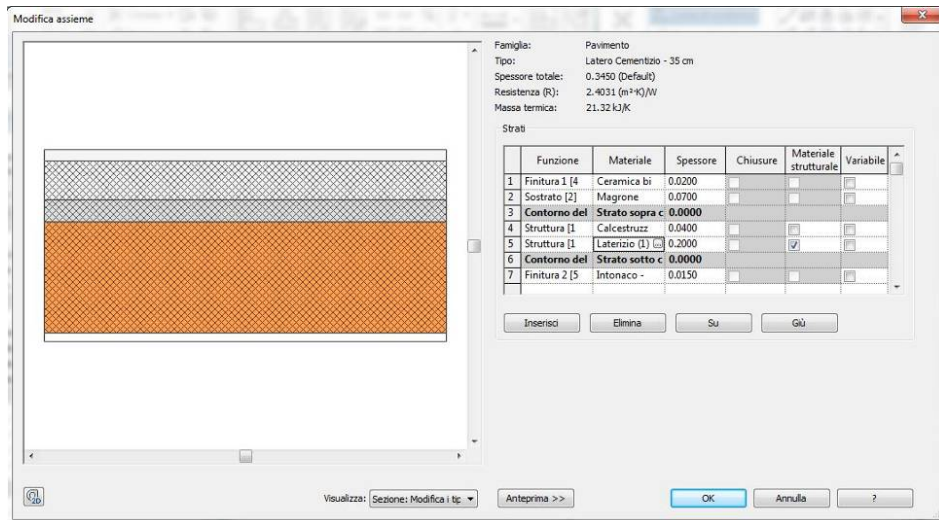 Modifica assieme
Famiglia: Pavimento
Tipo: Latero Cementizio - 35 cm
Spessore totale: 0.3450 (Default)
Resistenza (R): 2.4031 (m²·K)/W
Massa termica: 21.32 kJ/K
Strati
Funzione Materiale Spessore Chiusure Materiale strutturale Variabile
1 Finitura 1 [4 Ceramica bi 0.0200
2 Sostrato [2] Magrone 0.0700
3 Contorno del Strato sopra c 0.0000
4 Struttura [1 Calcestruzz 0.0400
5 Struttura [1 Laterizio (1) ... 0.2000
6 Contorno del Strato sotto c 0.0000
7 Finitura 2 [5 Intonaco - 0.0150
Inserisci Elimina Su Giù
2D Visualizza: Sezione: Modifica i tip Anteprima >> OK Annulla ?